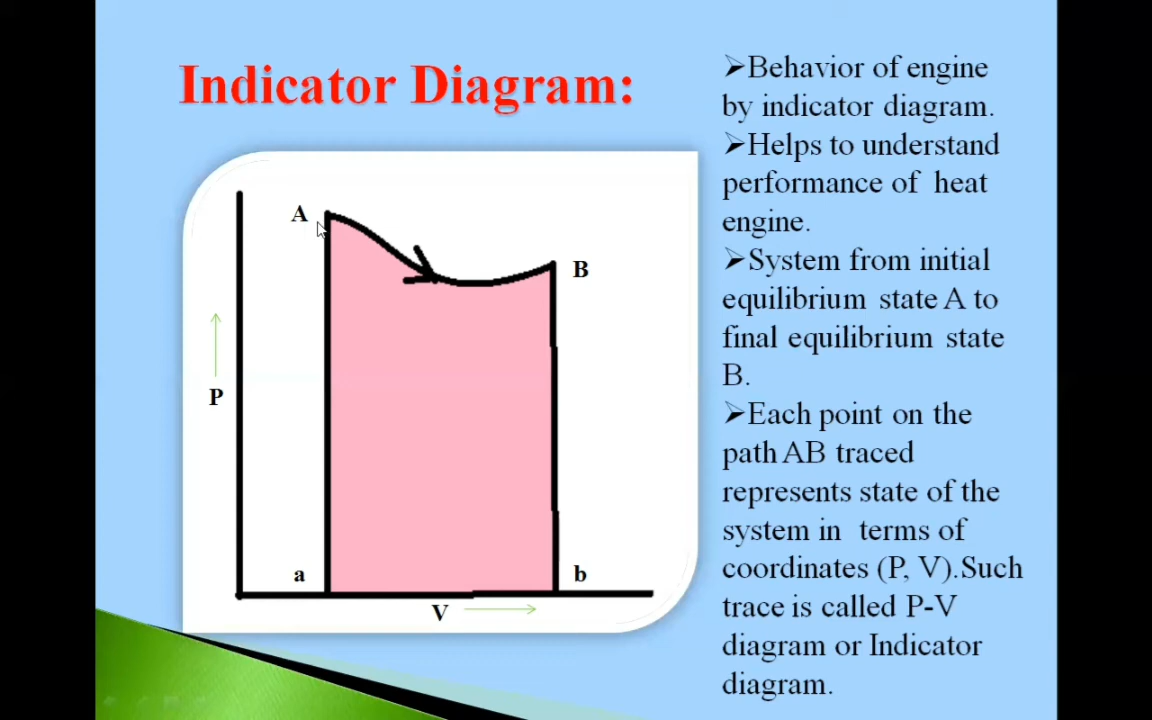 Indicator Diagram:
A
B
P
a
b
V
➢Behavior of engine
by indicator diagram.
➢Helps to understand
performance of heat
engine.
➢System from initial
equilibrium state A to
final equilibrium state
B.
➢Each point on the
path AB traced
represents state of the
system in terms of
coordinates (P, V).Such
trace is called P-V
diagram or Indicator
diagram.